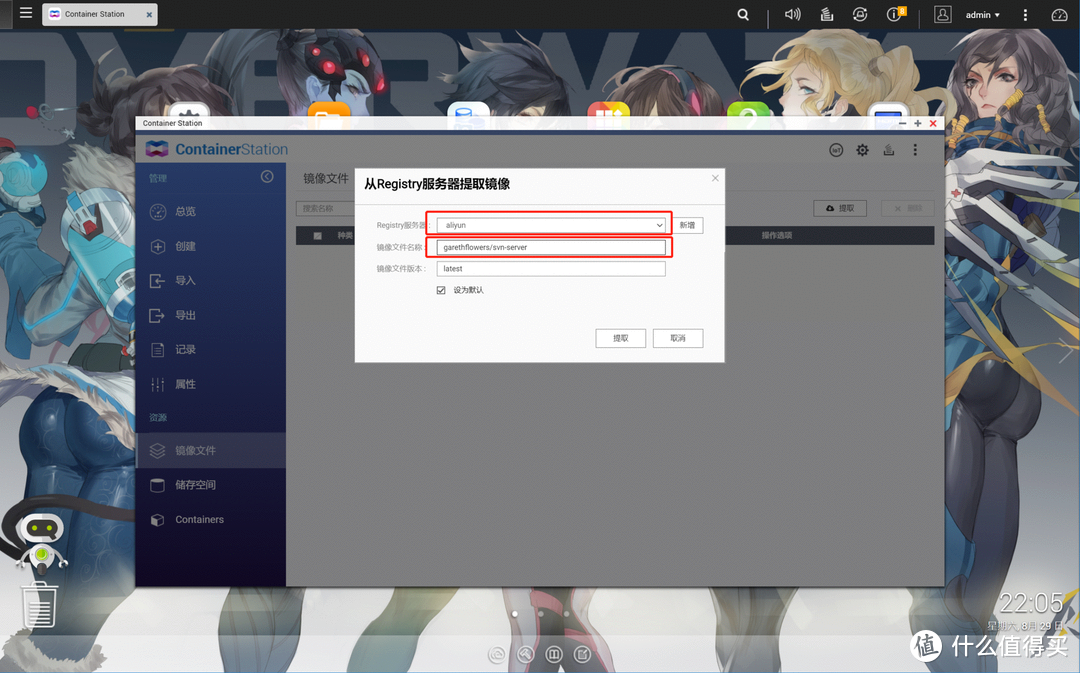 Container Station
8
admin
OVERWATC
Container Station
ContainerStation
IoT
管理
总览
创建
导入
导出
记录
属性
资源
镜像文件
储存空间
Containers
镜像文件
搜索名称
提取
删除
种类
操作选项
从Registry服务器提取镜像
Registry服务器：
aliyun
新增
镜像文件名称：
garethflowers/svn-server
镜像文件版本：
latest
设为默认
提取
取消
22:05
星期六, 8月 29 日
值 什么值得买